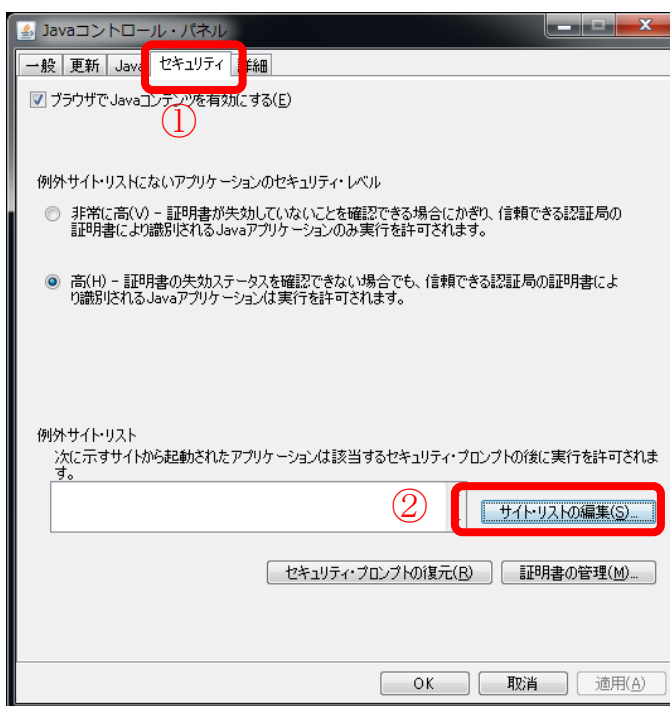 Javaコントロール・パネル
一般 更新 Java セキュリティ 詳細
ブラウザでJavaコンテンツを有効にする(E)
①
例外サイト・リストにないアプリケーションのセキュリティ・レベル
非常に高(V) - 証明書が失効していないことを確認できる場合にかぎり、信頼できる認証局の
証明書により識別されるJavaアプリケーションのみ実行を許可されます。
高(H) - 証明書の失効ステータスを確認できない場合でも、信頼できる認証局の証明書によ
り識別されるJavaアプリケーションは実行を許可されます。
例外サイト・リスト
次に示すサイトから起動されたアプリケーションは該当するセキュリティ・プロンプトの後に実行を許可されま
す。
② サイト・リストの編集(S)...
セキュリティ・プロンプトの復元(R) 証明書の管理(M)...
OK 取消 適用(A)